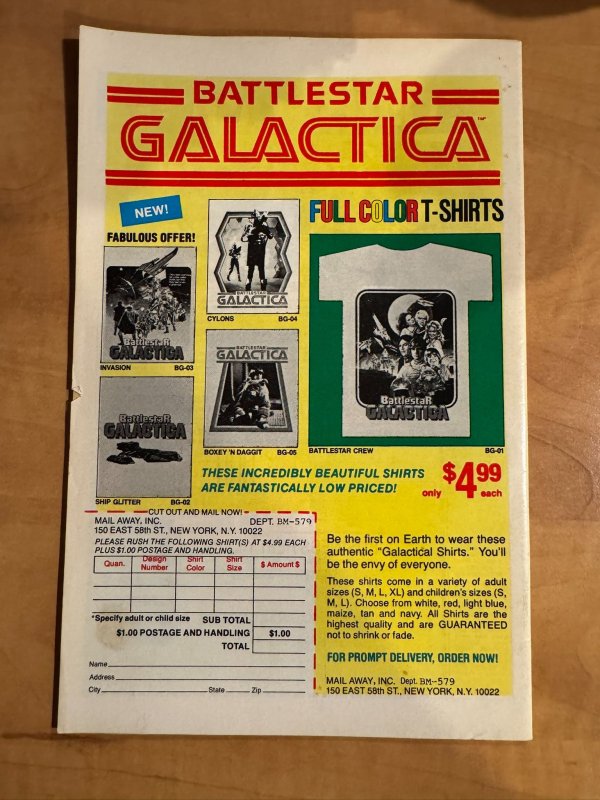 BATTLESTAR
GALACTICA
TM
NEW!
FABULOUS OFFER!
FULL COLOR T-SHIRTS
BattlestaR
GALACTICA
INVASION BG-03
BATTLESTAR
GALACTICA
CYLONS BG-04
BattlestaR
GALACTICA
SHIP GLITTER BG-02
BATTLESTAR
GALACTICA
BOXEY 'N DAGGIT BG-05
BattlestaR
GALACTICA
BATTLESTAR CREW BG-01
THESE INCREDIBLY BEAUTIFUL SHIRTS
ARE FANTASTICALLY LOW PRICED!
only $4.99 each
CUT OUT AND MAIL NOW!
MAIL AWAY, INC. DEPT. BM-579
150 EAST 58th ST., NEW YORK, N.Y. 10022
PLEASE RUSH THE FOLLOWING SHIRT(S) AT $4.99 EACH
PLUS $1.00 POSTAGE AND HANDLING.
Quan. Design Number Shirt Color Shirt Size $ Amount $
*Specify adult or child size SUB TOTAL
$1.00 POSTAGE AND HANDLING $1.00
TOTAL
Name
Address
City State Zip
Be the first on Earth to wear these
authentic "Galactical Shirts." You'll
be the envy of everyone.
These shirts come in a variety of adult
sizes (S, M, L, XL) and children's sizes (S,
M, L). Choose from white, red, light blue,
maize, tan and navy. All Shirts are the
highest quality and are GUARANTEED
not to shrink or fade.
FOR PROMPT DELIVERY, ORDER NOW!
MAIL AWAY, INC. Dept. BM-579
150 EAST 58th ST., NEW YORK, N.Y. 10022